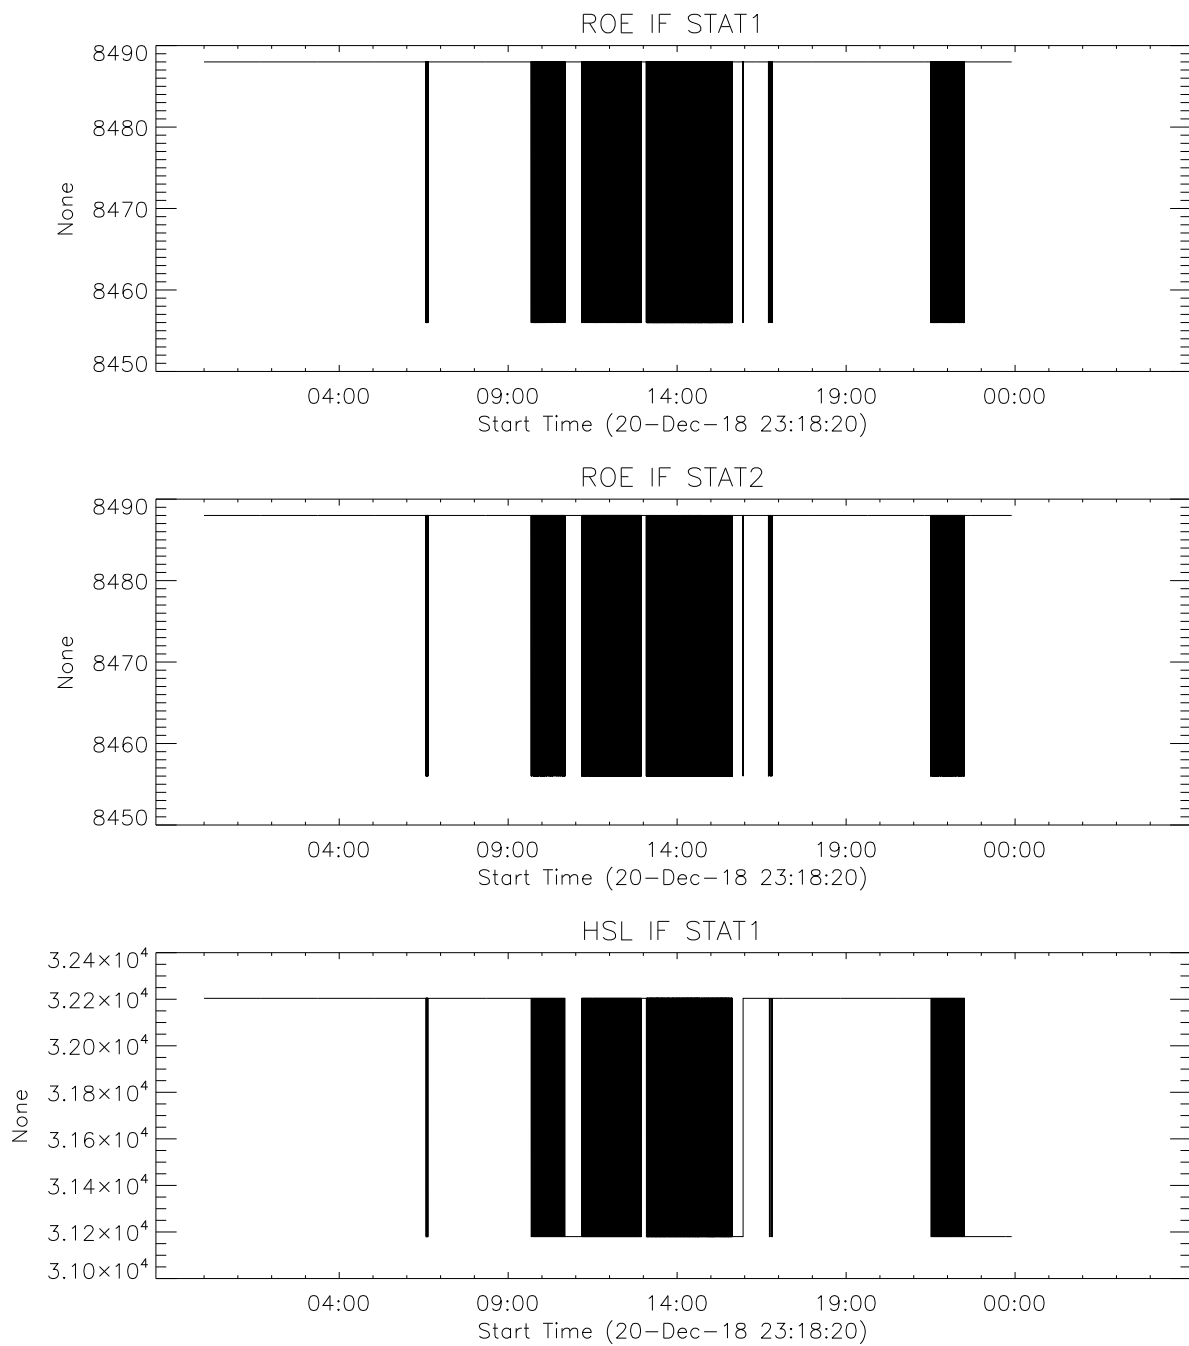 ROE IF STAT1
8490
8480
8470
8460
8450
None
04:00 09:00 14:00 19:00 00:00
Start Time (20-Dec-18 23:18:20)
ROE IF STAT2
8490
8480
8470
8460
8450
None
04:00 09:00 14:00 19:00 00:00
Start Time (20-Dec-18 23:18:20)
HSL IF STAT1
3.24×10⁴
3.22×10⁴
3.20×10⁴
3.18×10⁴
3.16×10⁴
3.14×10⁴
3.12×10⁴
3.10×10⁴
None
04:00 09:00 14:00 19:00 00:00
Start Time (20-Dec-18 23:18:20)